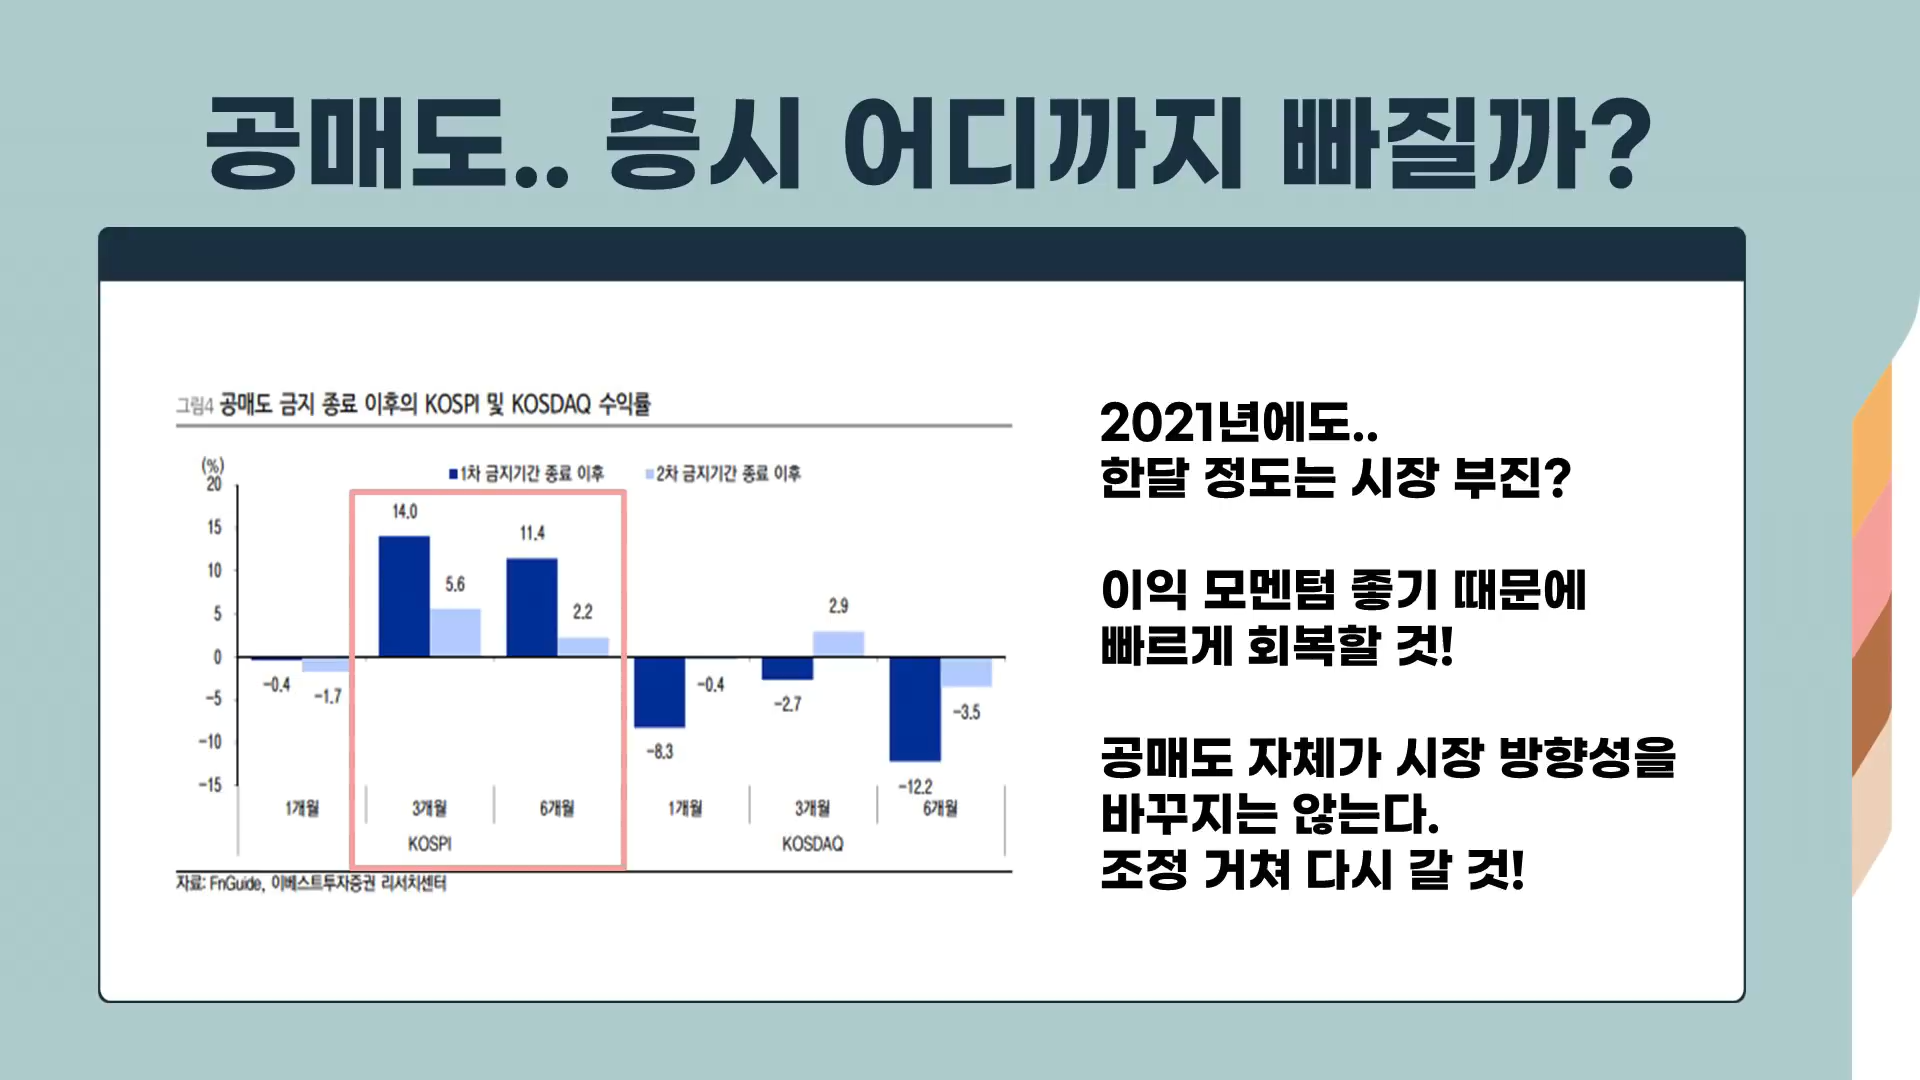 공매도.. 증시 어디까지 빠질까?
그림4 공매도 금지 종료 이후의 KOSPI 및 KOSDAQ 수익률
(%)
1차 금지기간 종료 이후 2차 금지기간 종료 이후
20
15
10
5
0
-5
-10
-15
-0.4
-1.7
14.0
5.6
11.4
2.2
-8.3
-0.4
-2.7
2.9
-12.2
-3.5
1개월 3개월 6개월 1개월 3개월 6개월
KOSPI KOSDAQ
자료: FnGuide, 이베스트투자증권 리서치센터
2021년에도..
한달 정도는 시장 부진?
이익 모멘텀 좋기 때문에
빠르게 회복할 것!
공매도 자체가 시장 방향성을
바꾸지는 않는다.
조정 거쳐 다시 갈 것!